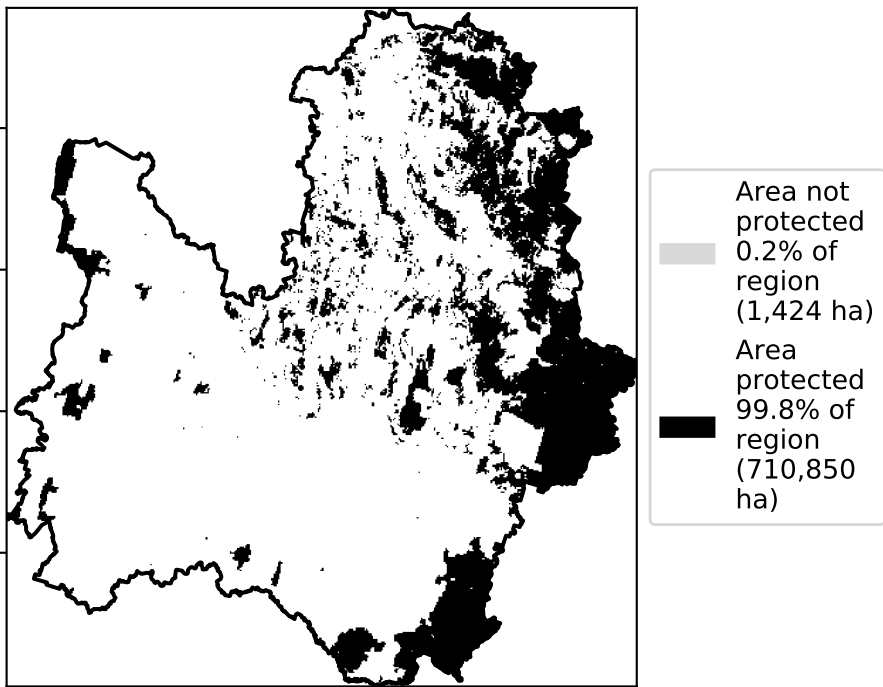 Area not
protected
0.2% of
region
(1,424 ha)
Area
protected
99.8% of
region
(710,850
ha)